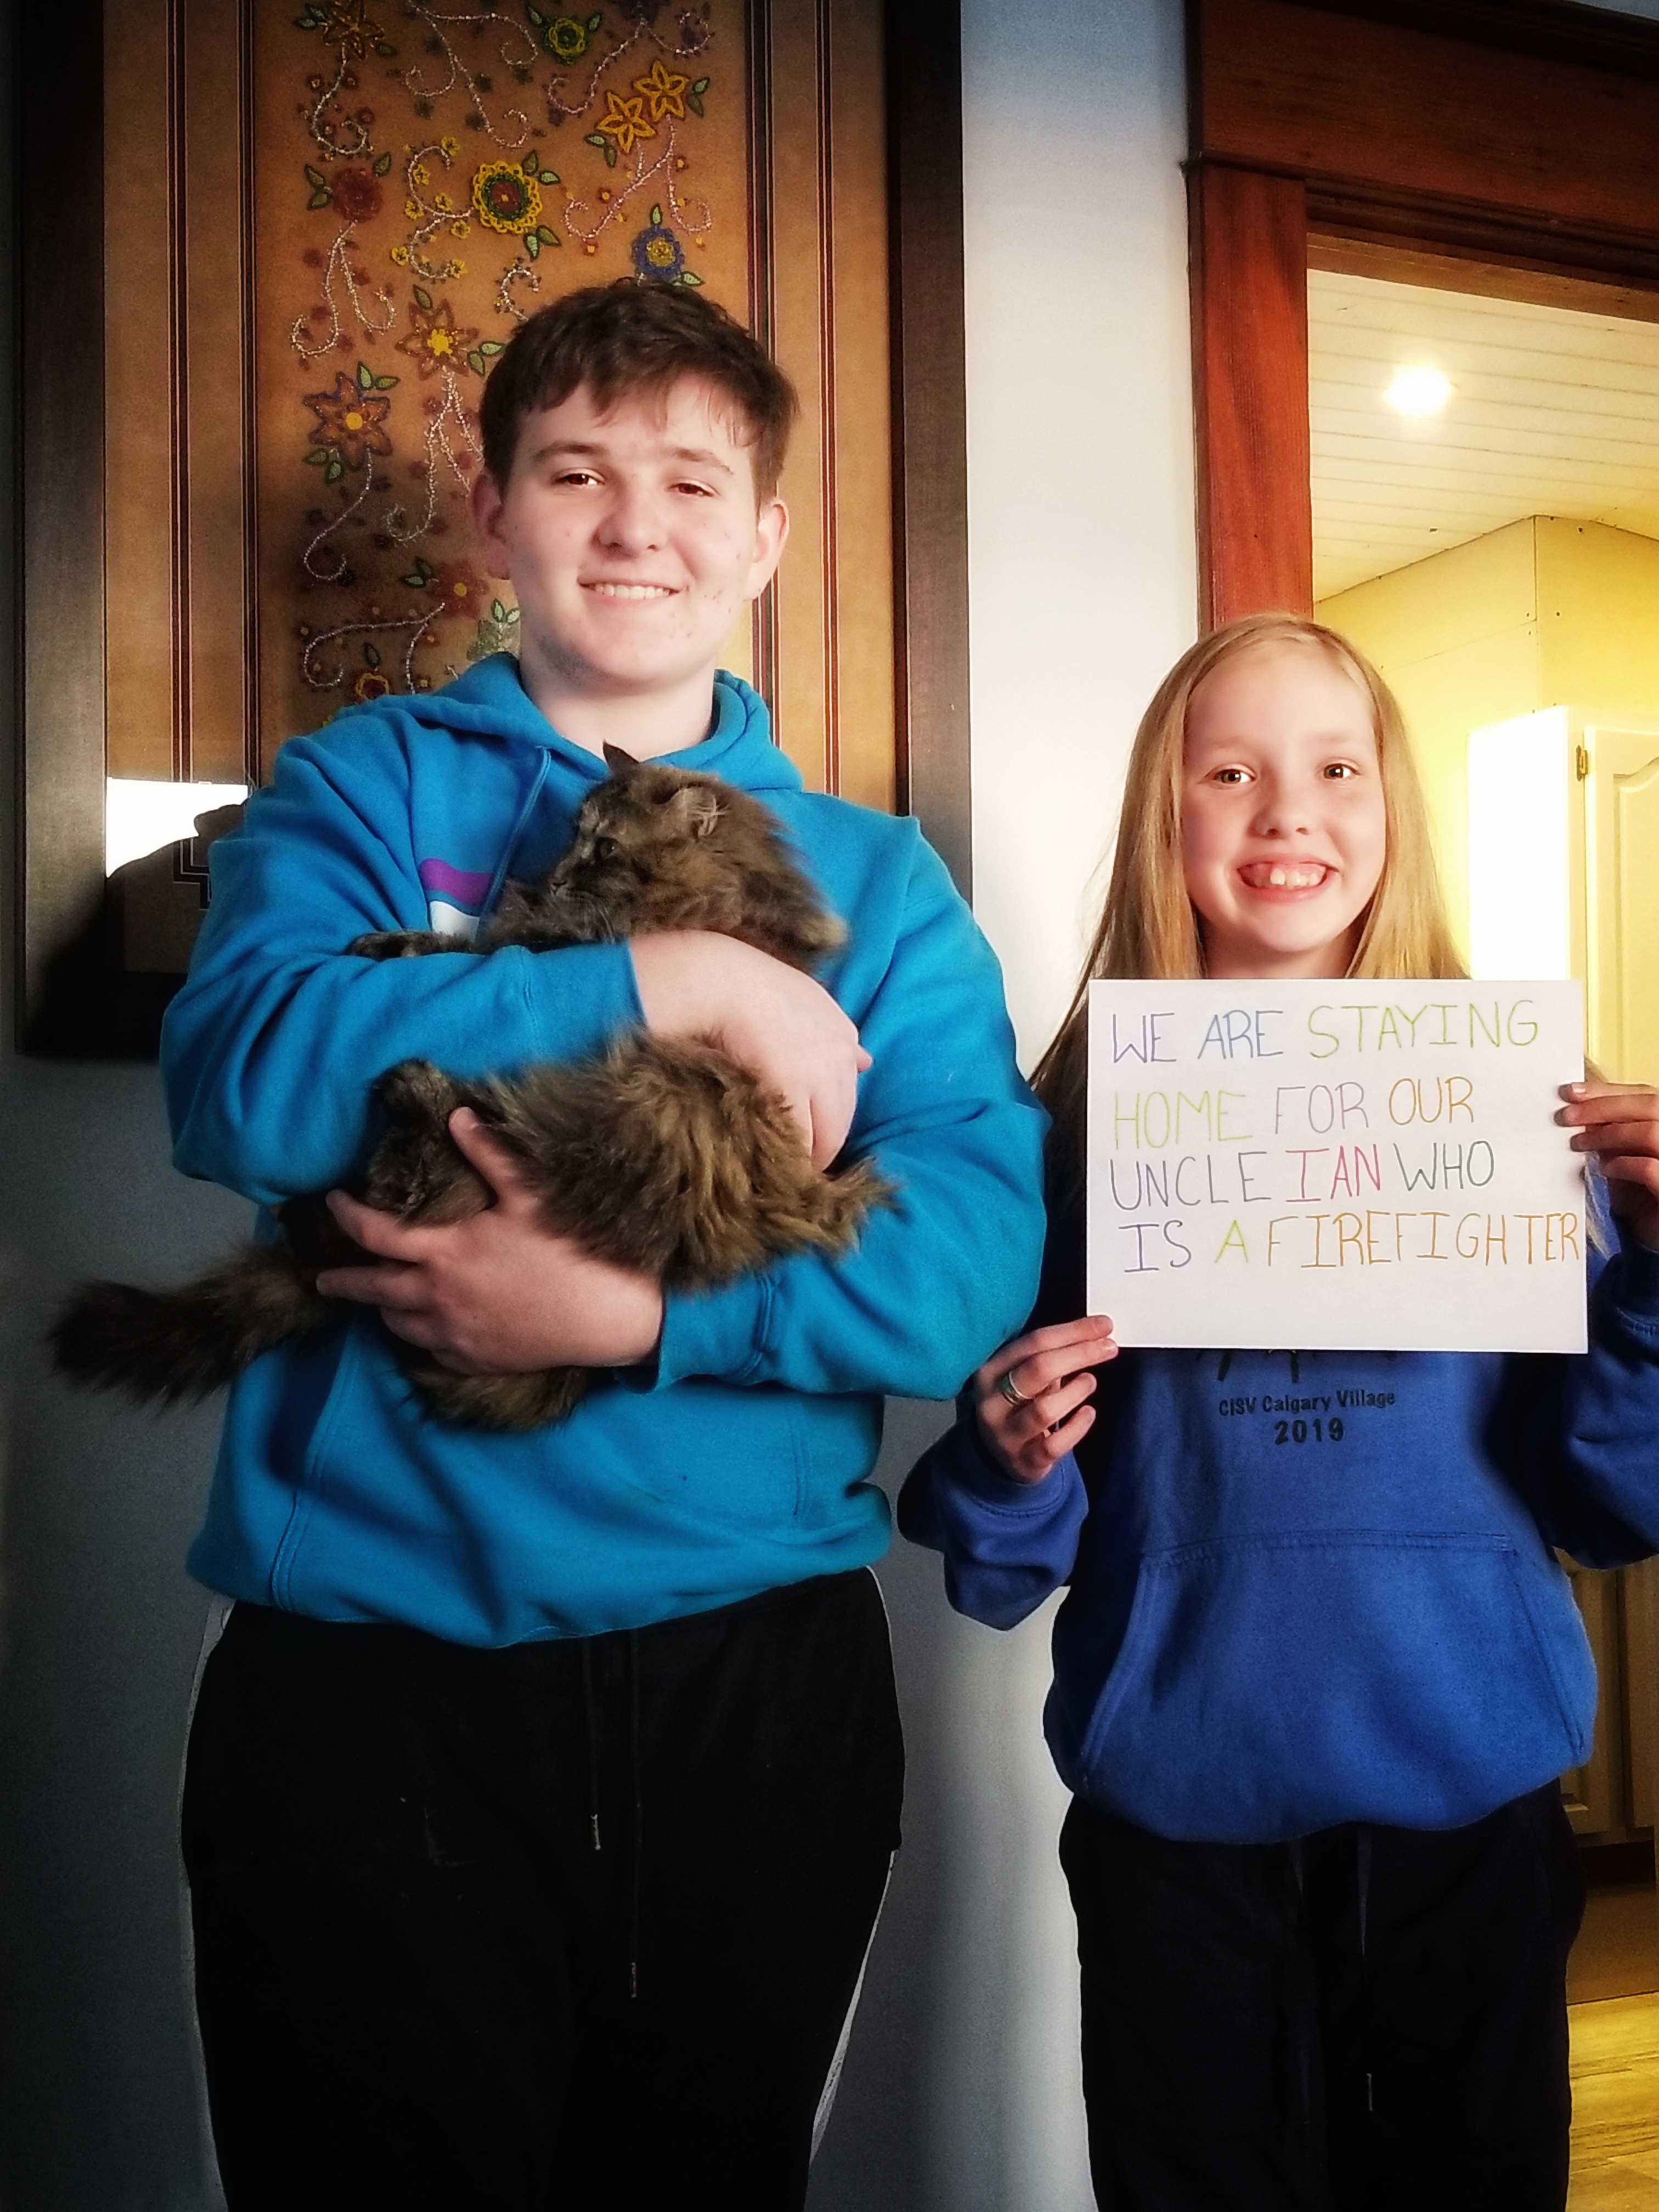 WE ARE STAYING
HOME FOR OUR
UNCLE IAN WHO
IS A FIREFIGHTER
CISV Calgary Village
2019